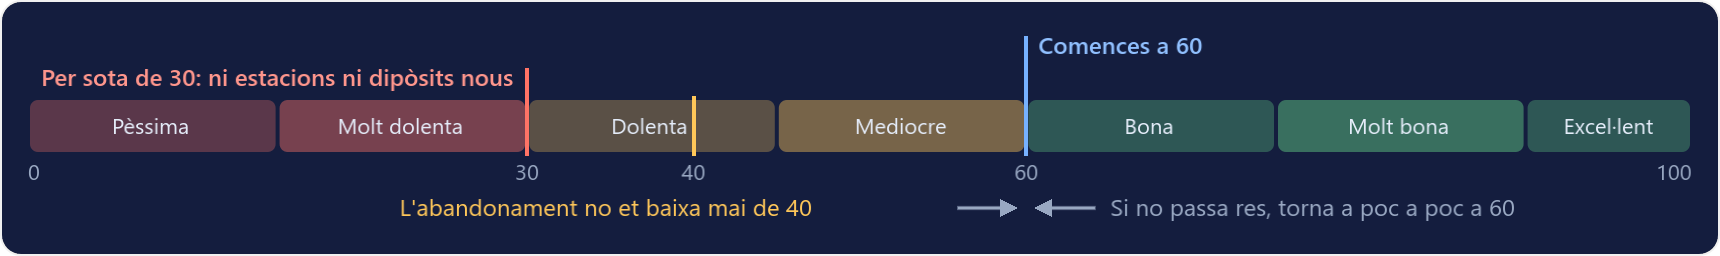 Comences a 60
Per sota de 30: ni estacions ni dipòsits nous
Pèssima
Molt dolenta
Dolenta
Mediocre
Bona
Molt bona
Excel·lent
0
30
40
60
100
L'abandonament no et baixa mai de 40
Si no passa res, torna a poc a poc a 60